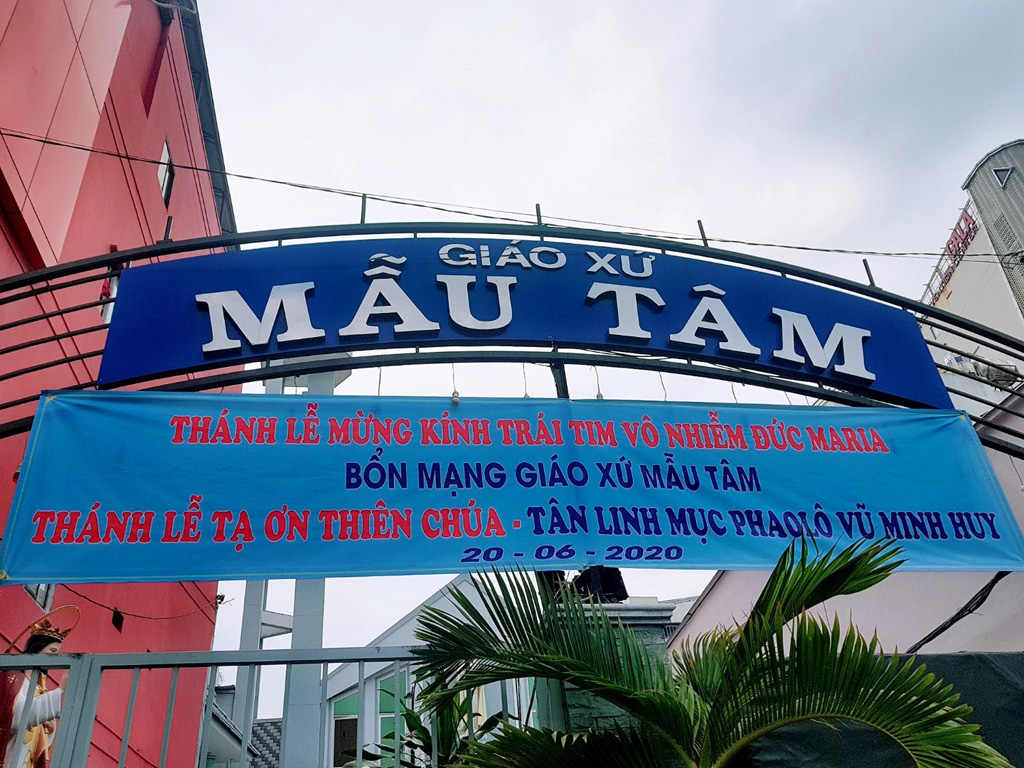 GIÁO XỨ
MẪU TÂM
THÁNH LỄ MỪNG KÍNH TRÁI TIM VÔ NHIỄM ĐỨC MARIA
BỔN MẠNG GIÁO XỨ MẪU TÂM
THÁNH LỄ TẠ ƠN THIÊN CHÚA - TÂN LINH MỤC PHAOLÔ VŨ MINH HUY
20 - 06 - 2020